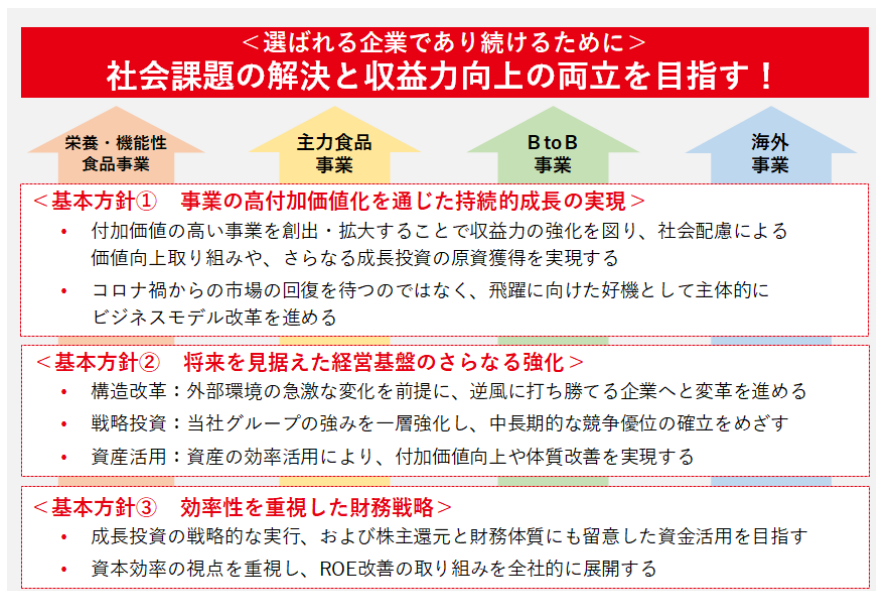 ＜選ばれる企業であり続けるために＞
社会課題の解決と収益力向上の両立を目指す！
栄養・機能性
食品事業
主力食品
事業
BtoB
事業
海外
事業
＜基本方針① 事業の高付加価値化を通じた持続的成長の実現＞
• 付加価値の高い事業を創出・拡大することで収益力の強化を図り、社会配慮による
価値向上取り組みや、さらなる成長投資の原資獲得を実現する
• コロナ禍からの市場の回復を待つのではなく、飛躍に向けた好機として主体的に
ビジネスモデル改革を進める
＜基本方針② 将来を見据えた経営基盤のさらなる強化＞
• 構造改革：外部環境の急激な変化を前提に、逆風に打ち勝てる企業へと変革を進める
• 戦略投資：当社グループの強みを一層強化し、中長期的な競争優位の確立をめざす
• 資産活用：資産の効率活用により、付加価値向上や体質改善を実現する
＜基本方針③ 効率性を重視した財務戦略＞
• 成長投資の戦略的な実行、および株主還元と財務体質にも留意した資金活用を目指す
• 資本効率の視点を重視し、ROE改善の取り組みを全社的に展開する